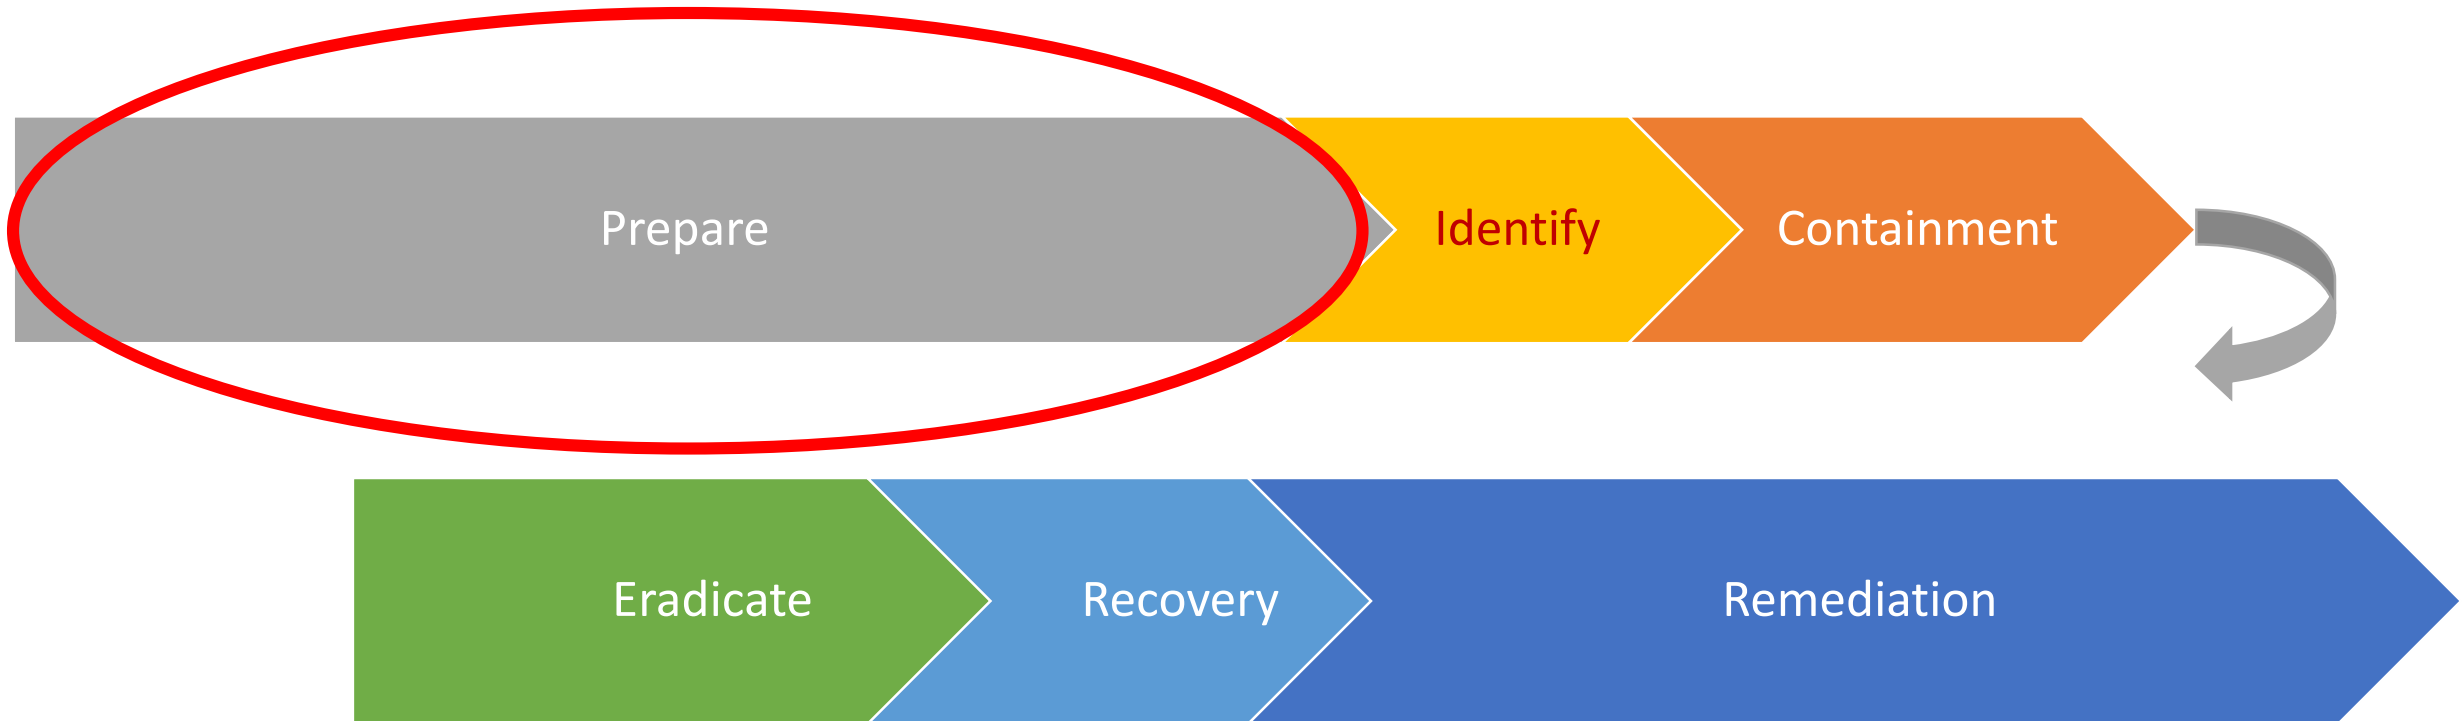 Prepare
Identify
Containment
Eradicate
Recovery
Remediation